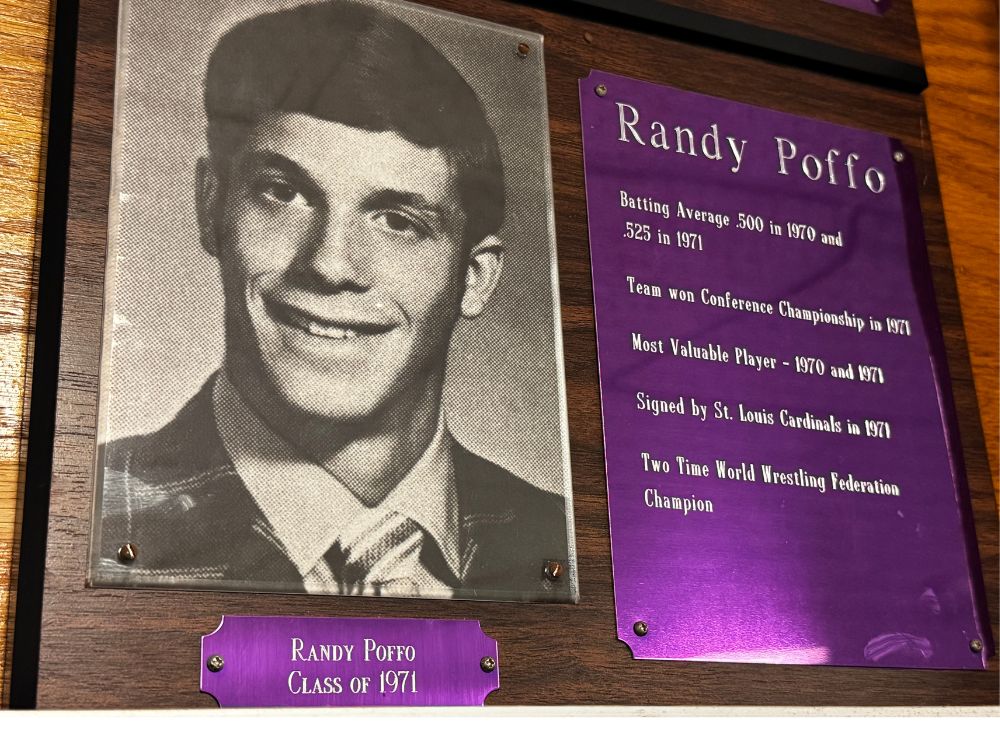 Randy Poffo
Batting Average .500 in 1970 and
.525 in 1971
Team won Conference Championship in 1971
Most Valuable Player - 1970 and 1971
Signed by St. Louis Cardinals in 1971
Two Time World Wrestling Federation
Champion
RANDY POFFO
CLASS OF 1971